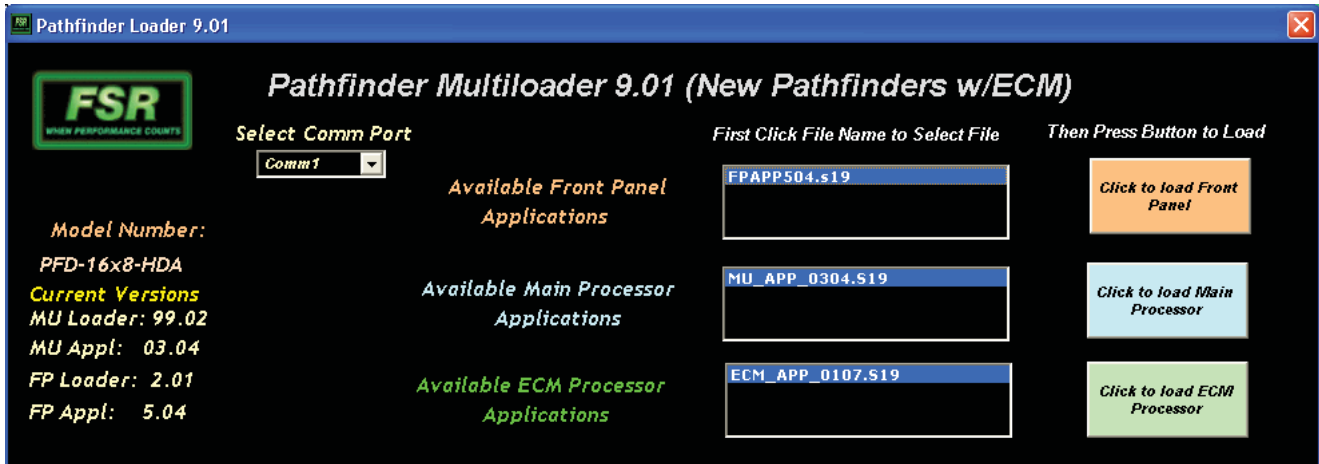 Pathfinder Loader 9.01
Pathfinder Multiloader 9.01 (New Pathfinders w/ECM)
FSR
WHEN PERFORMANCE COUNTS
Select Comm Port
Comm1
First Click File Name to Select File
Then Press Button to Load
Available Front Panel
Applications
FPAPP504.s19
Click to load Front
Panel
Model Number:
PFD-16x8-HDA
Current Versions
MU Loader: 99.02
MU Appl: 03.04
FP Loader: 2.01
FP Appl: 5.04
Available Main Processor
Applications
MU_APP_0304.S19
Click to load Main
Processor
Available ECM Processor
Applications
ECM_APP_0107.S19
Click to load ECM
Processor